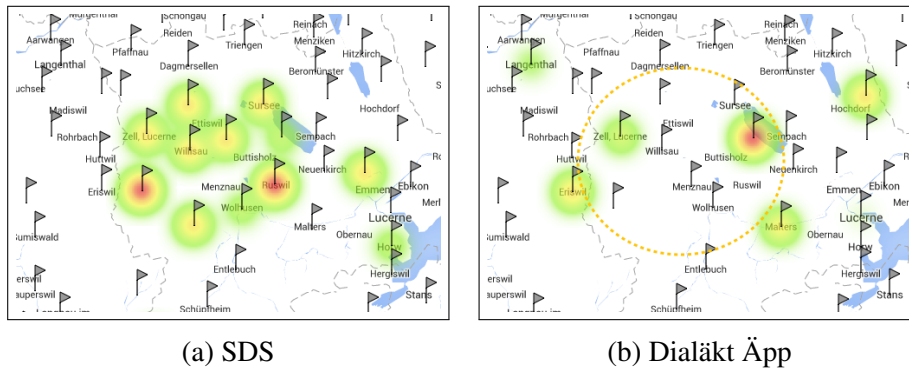 Schongau
Reiden
Reinach
Aarwangen
Pfaffnau
Triengen
Menziken
Hitzkirch
Langenthal
Dagmersellen
Beromünster
Hochdorf
Madiswil
Sursee
Rohrbach
Zell, Lucerne
Ettiswil
Sempach
Huttwil
Willisau
Buttisholz
Neuenkirch
Eriswil
Menznau
Ruswil
Emmen
Ebikon
Wolhusen
Lucerne
Malters
Obernau
Sumiswald
Horw
Entlebuch
Hergiswil
Stans
Schüpfheim
Reiden
Reinach
Aarwangen
Pfaffnau
Triengen
Menziken
Hitzkirch
Langenthal
Dagmersellen
Beromünster
Hochdorf
Madiswil
Sursee
Rohrbach
Zell, Lucerne
Ettiswil
Sempach
Huttwil
Willisau
Buttisholz
Neuenkirch
Eriswil
Menznau
Ruswil
Emmen
Ebikon
Wolhusen
Lucerne
Malters
Obernau
Horw
Entlebuch
Hergiswil
Stans
Schüpfheim
(a) SDS
(b) Dialäkt Äpp